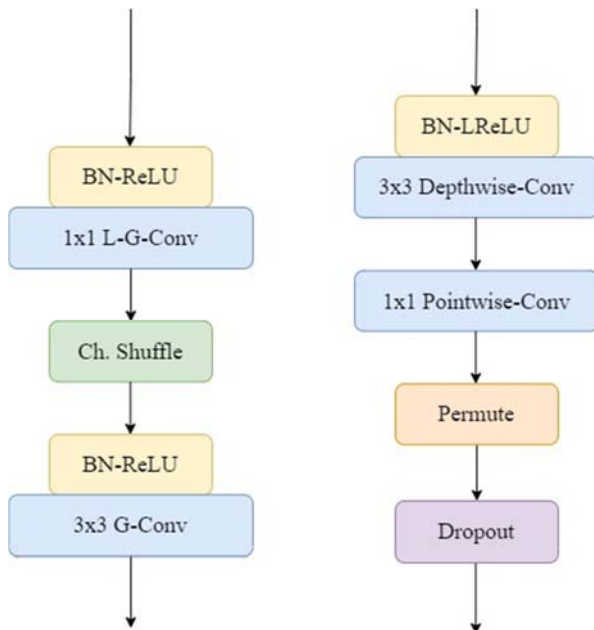 BN-ReLU
1x1 L-G-Conv
Ch. Shuffle
BN-ReLU
3x3 G-Conv
BN-LReLU
3x3 Depthwise-Conv
1x1 Pointwise-Conv
Permute
Dropout